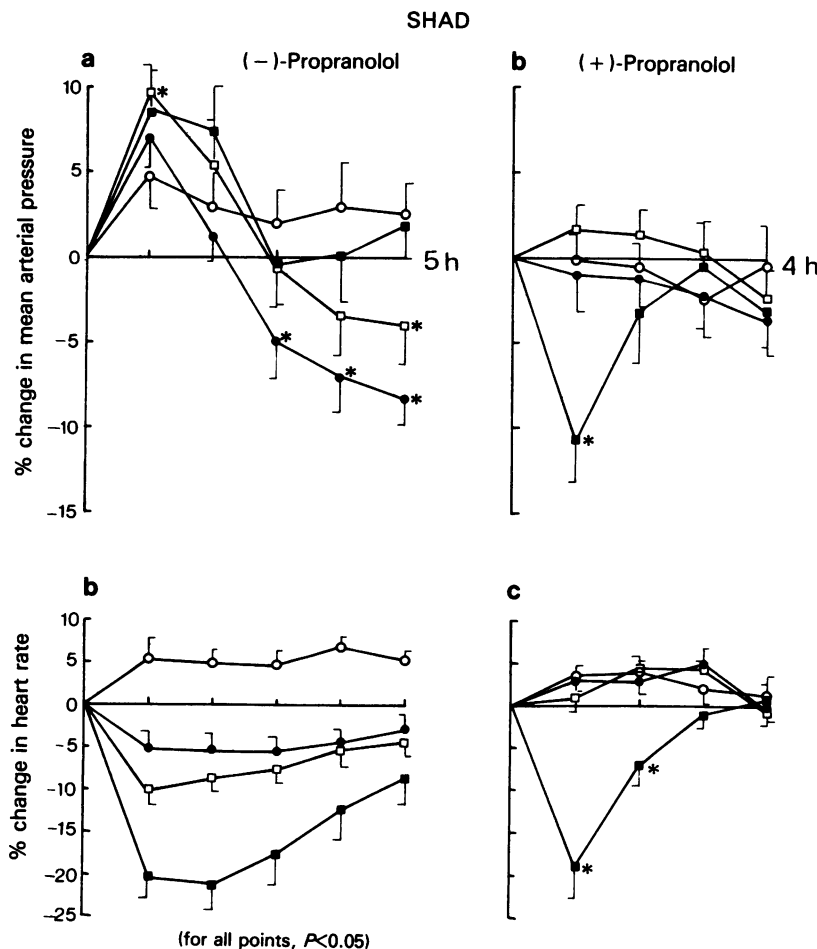 SHAD
a
(−)-Propranolol
10
5
0
−5
−10
−15
% change in mean arterial pressure
5 h
*
*
*
*
*
b
(+)-Propranolol
4 h
*
b
10
5
0
−5
−10
−15
−20
−25
% change in heart rate
(for all points, P<0.05)
c
*
*